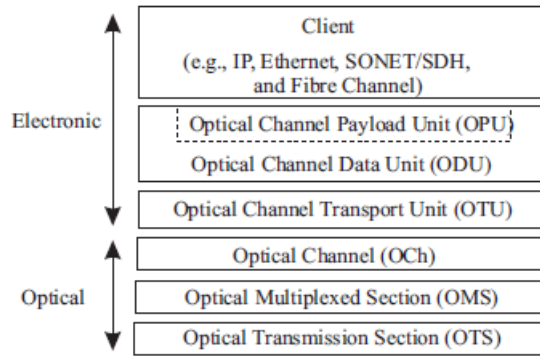 Client
(e.g., IP, Ethernet, SONET/SDH,
and Fibre Channel)
Electronic
Optical Channel Payload Unit (OPU)
Optical Channel Data Unit (ODU)
Optical Channel Transport Unit (OTU)
Optical Channel (OCh)
Optical
Optical Multiplexed Section (OMS)
Optical Transmission Section (OTS)